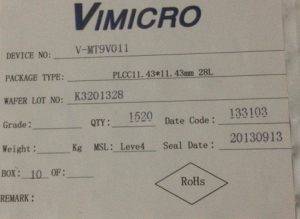 VIMICRO
DEVICE NO: V-MT9V011
PACKAGE TYPE: PLCC11.43*11.43mm 28L
WAFER LOT NO: K3201328
Grade: QTY: 1520 Date Code: 133103
Weight: Kg MSL: Leve4 Seal Date: 20130913
BOX: 10 OF:
RoHs
REMARK: